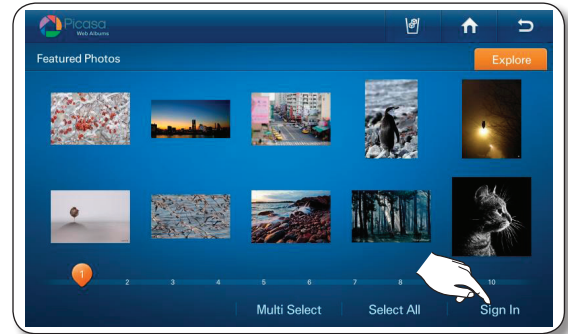 Picasa
Web Albums
Featured Photos
Explore
1 2 3 4 5 6 7 8 10
Multi Select
Select All
Sign In